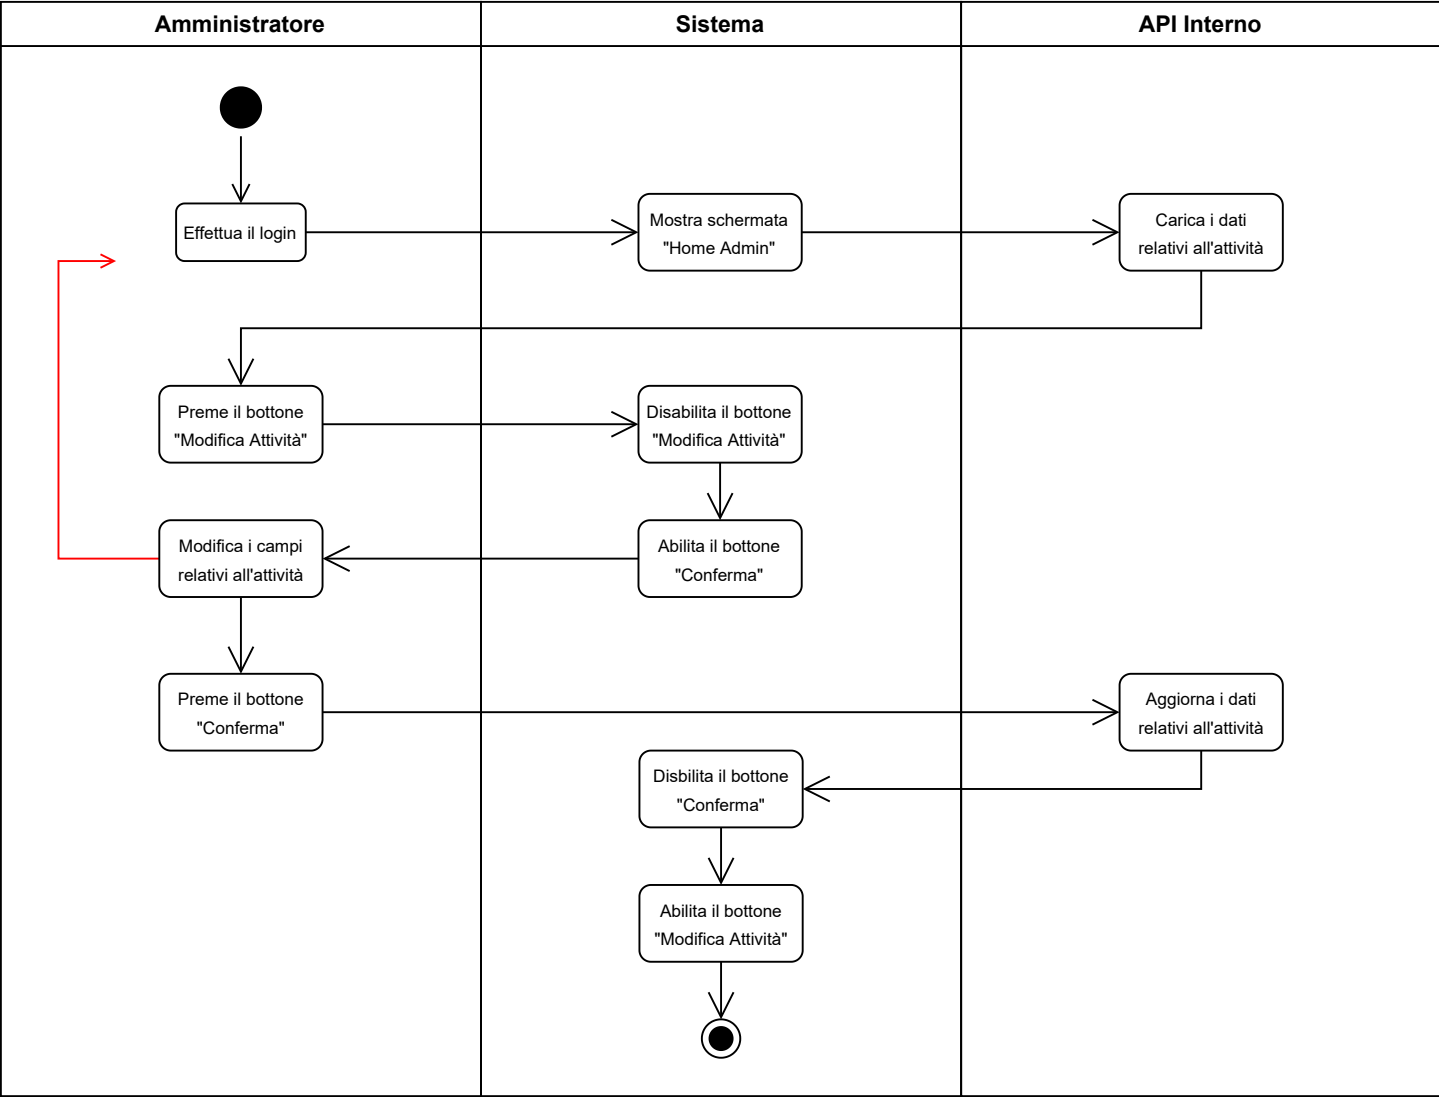 Amministratore
Sistema
API Interno
Effettua il login
Mostra schermata
"Home Admin"
Carica i dati
relativi all'attività
Preme il bottone
"Modifica Attività"
Disabilita il bottone
"Modifica Attività"
Modifica i campi
relativi all'attività
Abilita il bottone
"Conferma"
Preme il bottone
"Conferma"
Aggiorna i dati
relativi all'attività
Disbilita il bottone
"Conferma"
Abilita il bottone
"Modifica Attività"